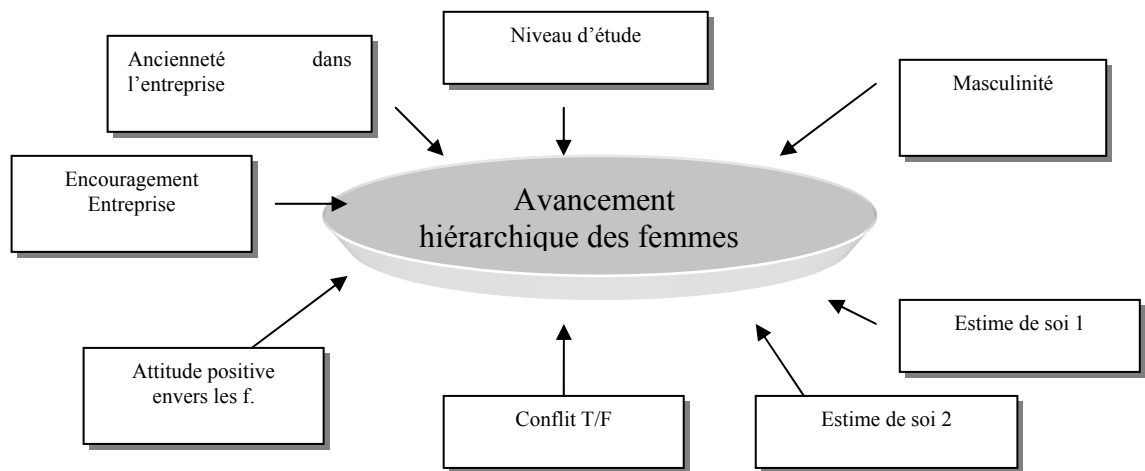 Niveau d'étude
Ancienneté dans
l'entreprise
Masculinité
Encouragement
Entreprise
Avancement
hiérarchique des femmes
Estime de soi 1
Attitude positive
envers les f.
Conflit T/F
Estime de soi 2